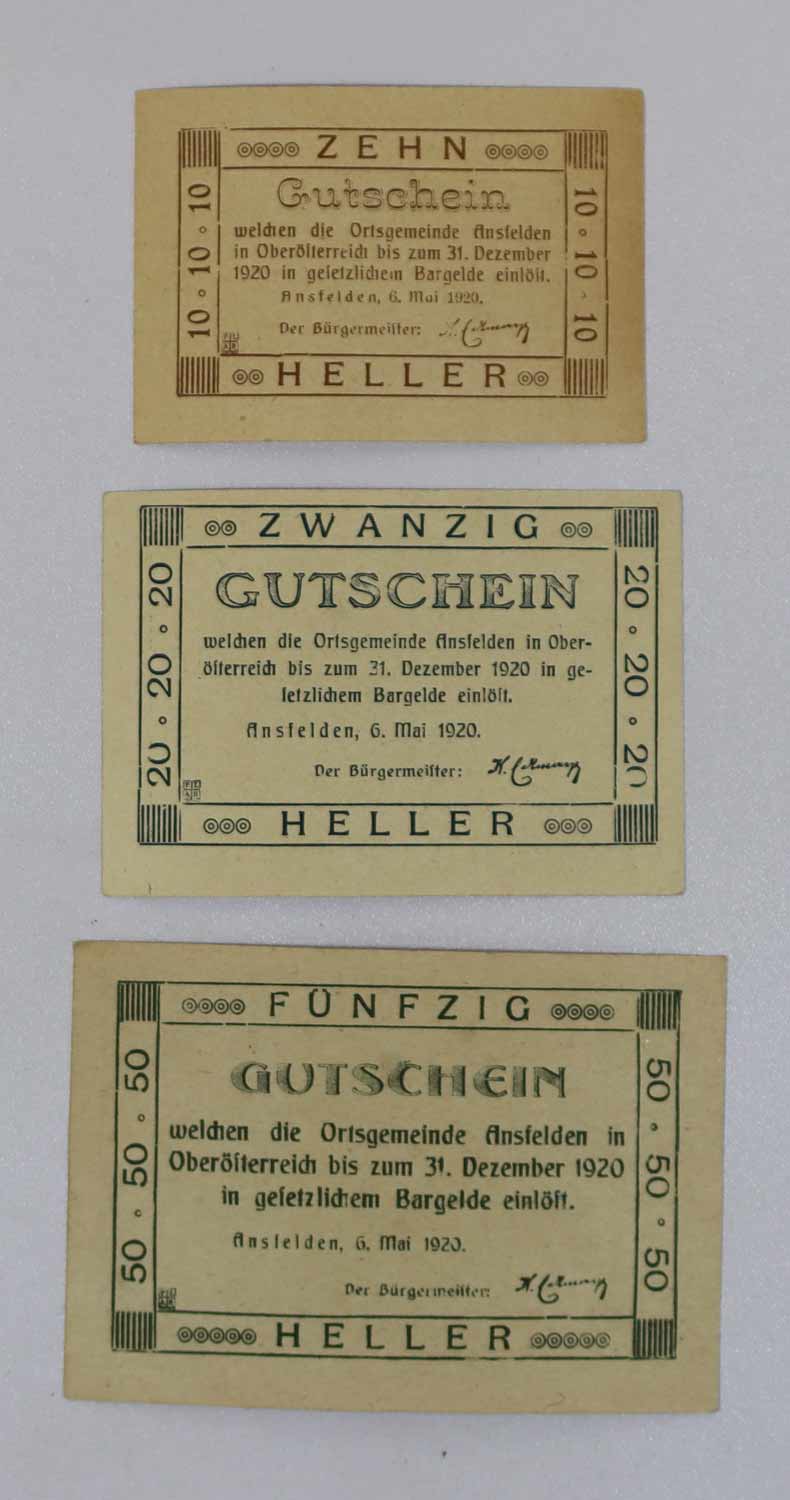 ZEHN
10 ◦ 10 ◦ 10
10 ◦ 10 ◦ 10
Gutschein
welchen die Ortsgemeinde Ansfelden
in Oberöſterreich bis zum 31. Dezember
1920 in geſetzlichem Bargelde einlöſt.
Ansfelden, 6. Mai 1920.
Der Bürgermeiſter:
HELLER
ZWANZIG
20 ◦ 20 ◦ 20
20 ◦ 20 ◦ 20
GUTSCHEIN
welchen die Ortsgemeinde Ansfelden in Ober-
öſterreich bis zum 31. Dezember 1920 in ge-
ſetzlichem Bargelde einlöſt.
Ansfelden, 6. Mai 1920.
Der Bürgermeiſter:
HELLER
FÜNFZIG
50 ◦ 50 ◦ 50
50 ◦ 50 ◦ 50
GUTSCHEIN
welchen die Ortsgemeinde Ansfelden in
Oberöſterreich bis zum 31. Dezember 1920
in geſetzlichem Bargelde einlöſt.
Ansfelden, 6. Mai 1920.
Der Bürgermeiſter:
HELLER